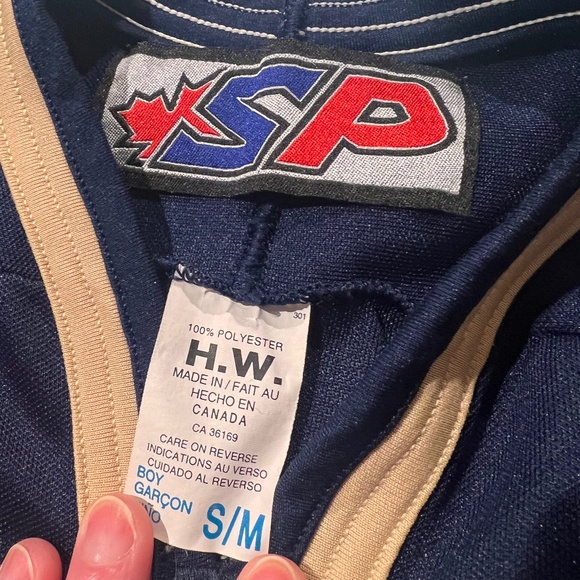 SP
301
100% POLYESTER
H.W.
MADE IN / FAIT AU
HECHO EN
CANADA
CA 36169
CARE ON REVERSE
INDICATIONS AU VERSO
CUIDADO AL REVERSO
BOY
GARÇON
S/M